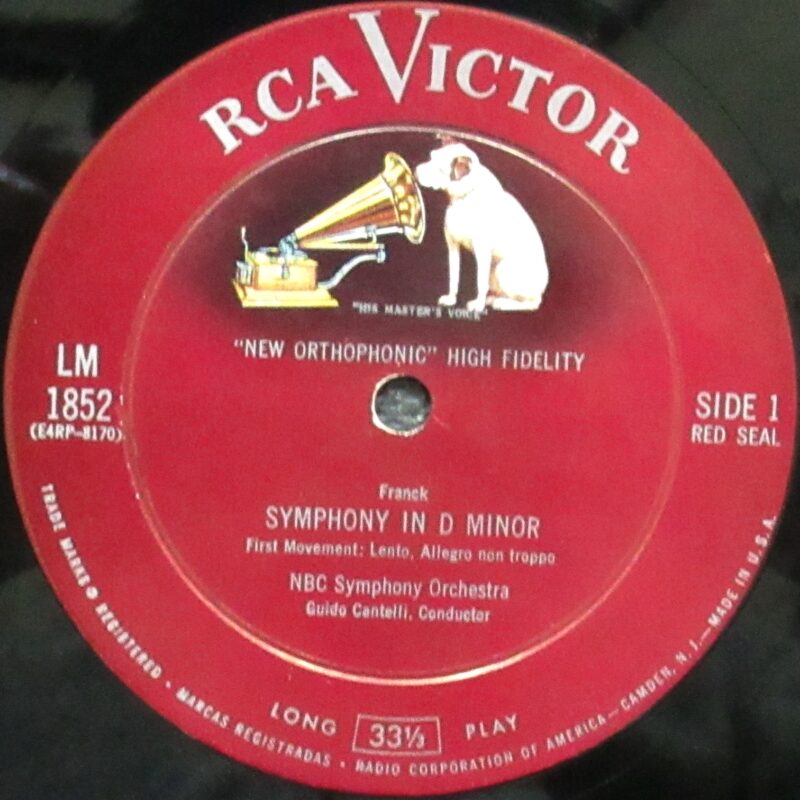 RCA VICTOR
"HIS MASTER'S VOICE"
"NEW ORTHOPHONIC" HIGH FIDELITY
LM
1852
(E4RP-8170)
SIDE 1
RED SEAL
Franck
SYMPHONY IN D MINOR
First Movement: Lento, Allegro non troppo
NBC Symphony Orchestra
Guido Cantelli, Conductor
LONG 33⅓ PLAY
TRADE MARKS ® REGISTERED • MARCAS REGISTRADAS • RADIO CORPORATION OF AMERICA — CAMDEN, N. J. — MADE IN U.S.A.